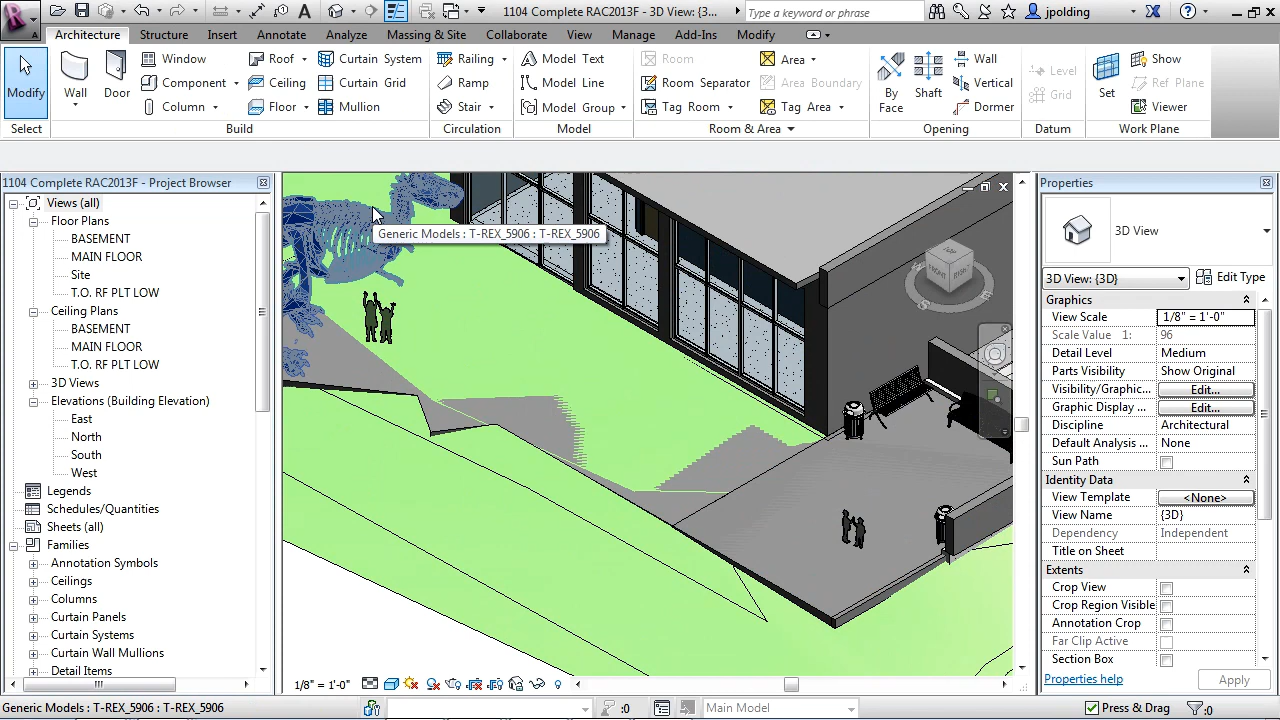 1104 Complete RAC2013F - 3D View: {3...
Type a keyword or phrase
jpolding
Architecture Structure Insert Annotate Analyze Massing & Site Collaborate View Manage Add-Ins Modify
Modify
Select
Wall
Door
Window
Component
Column
Roof
Ceiling
Floor
Curtain System
Curtain Grid
Mullion
Build
Railing
Ramp
Stair
Circulation
Model Text
Model Line
Model Group
Model
Room
Room Separator
Tag Room
Area
Area Boundary
Tag Area
Room & Area
By
Face
Shaft
Wall
Vertical
Dormer
Opening
Level
Grid
Datum
Set
Show
Ref Plane
Viewer
Work Plane
1104 Complete RAC2013F - Project Browser
Views (all)
Floor Plans
BASEMENT
MAIN FLOOR
Site
T.O. RF PLT LOW
Ceiling Plans
BASEMENT
MAIN FLOOR
T.O. RF PLT LOW
3D Views
Elevations (Building Elevation)
East
North
South
West
Legends
Schedules/Quantities
Sheets (all)
Families
Annotation Symbols
Ceilings
Columns
Curtain Panels
Curtain Systems
Curtain Wall Mullions
Detail Items
Generic Models : T-REX_5906 : T-REX_5906
FRONT
RIGHT
W
S
E
1/8" = 1'-0"
Properties
3D View
3D View: {3D}
Edit Type
Graphics
View Scale 1/8" = 1'-0"
Scale Value 1: 96
Detail Level Medium
Parts Visibility Show Original
Visibility/Graphic... Edit...
Graphic Display ... Edit...
Discipline Architectural
Default Analysis ... None
Sun Path
Identity Data
View Template <None>
View Name {3D}
Dependency Independent
Title on Sheet
Extents
Crop View
Crop Region Visible
Annotation Crop
Far Clip Active
Section Box
Properties help
Apply
Generic Models : T-REX_5906 : T-REX_5906
:0
Main Model
Press & Drag
:0